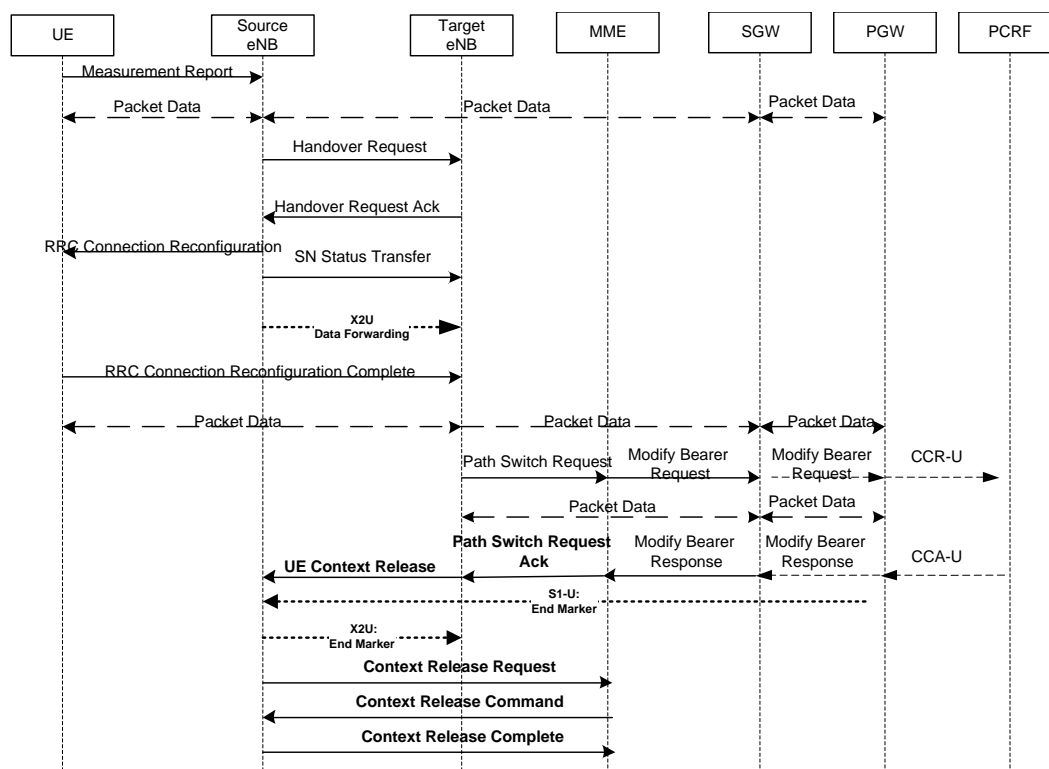 UE
Source
eNB
Target
eNB
MME
SGW
PGW
PCRF
Measurement Report
Packet Data
Packet Data
Packet Data
Handover Request
Handover Request Ack
RRC Connection Reconfiguration
SN Status Transfer
X2U
Data Forwarding
RRC Connection Reconfiguration Complete
Packet Data
Packet Data
Packet Data
Path Switch Request
Modify Bearer
Request
Modify Bearer
Request
CCR-U
Packet Data
Packet Data
UE Context Release
Path Switch Request
Ack
Modify Bearer
Response
Modify Bearer
Response
CCA-U
S1-U:
End Marker
X2U:
End Marker
Context Release Request
Context Release Command
Context Release Complete